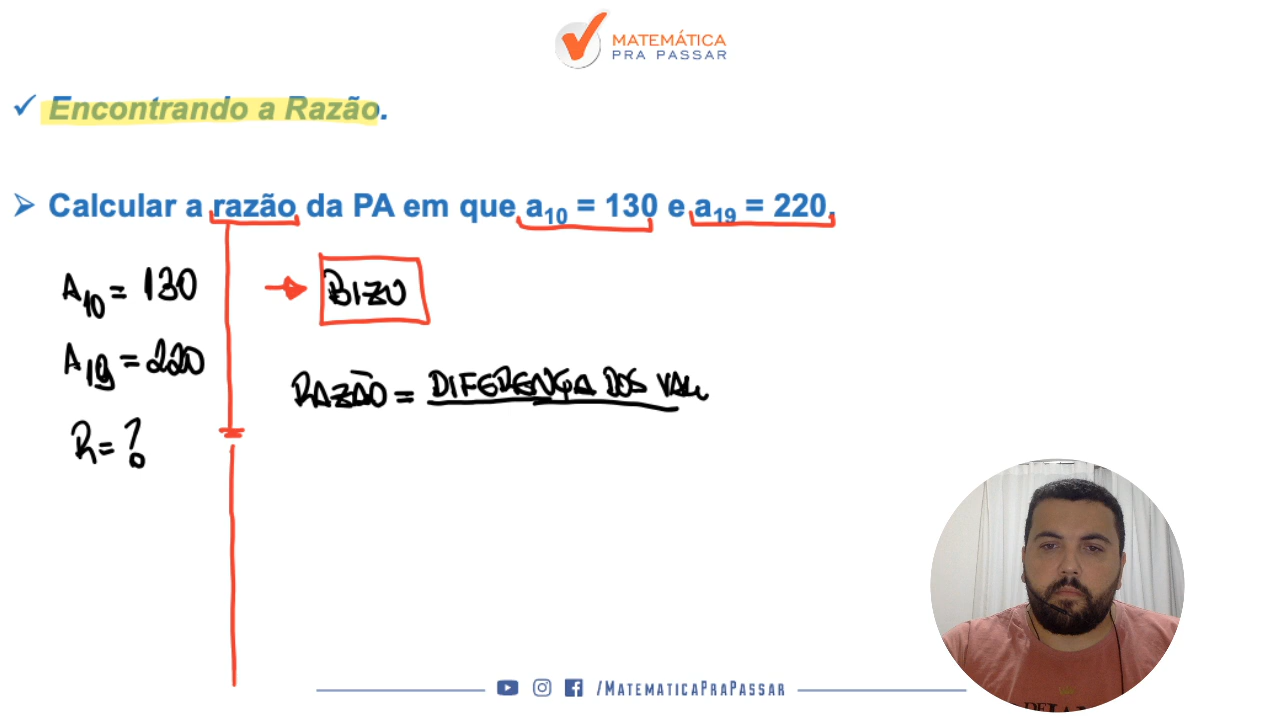 MATEMÁTICA
PRA PASSAR
✓ Encontrando a Razão.
➢ Calcular a razão da PA em que a₁₀ = 130 e a₁₉ = 220.
A₁₀ = 130
A₁₉ = 220
R = ?
BIZU
RAZÃO = DIFERENÇA DOS VAL
/MATEMATICAPRAPASSAR